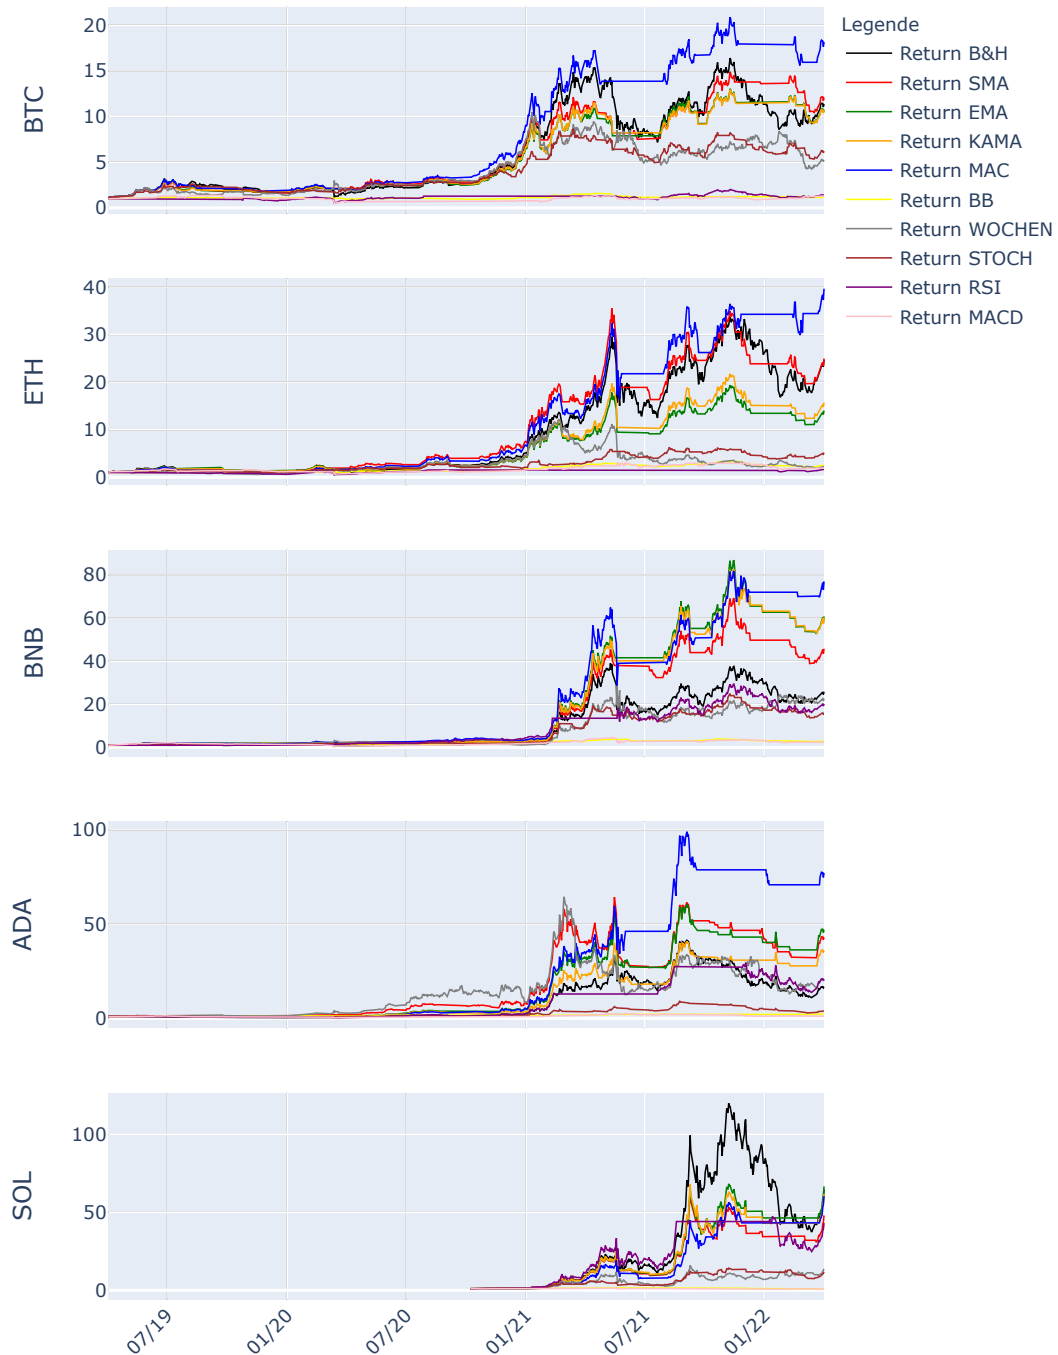 BTC
20
15
10
5
0
Legende
Return B&H
Return SMA
Return EMA
Return KAMA
Return MAC
Return BB
Return WOCHEN
Return STOCH
Return RSI
Return MACD
ETH
40
30
20
10
0
BNB
80
60
40
20
0
ADA
100
50
0
SOL
100
50
0
07/19
01/20
07/20
01/21
07/21
01/22